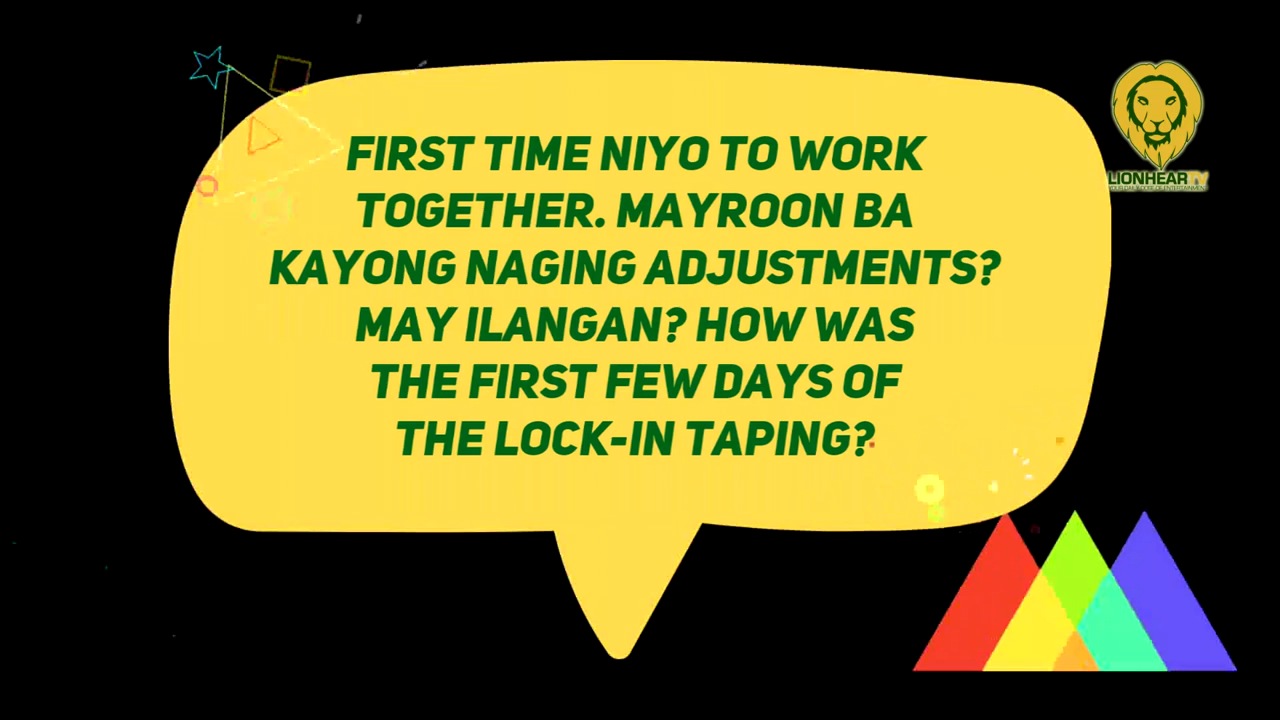 FIRST TIME NIYO TO WORK
TOGETHER. MAYROON BA
KAYONG NAGING ADJUSTMENTS?
MAY ILANGAN? HOW WAS
THE FIRST FEW DAYS OF
THE LOCK-IN TAPING?
LIONHEARTV